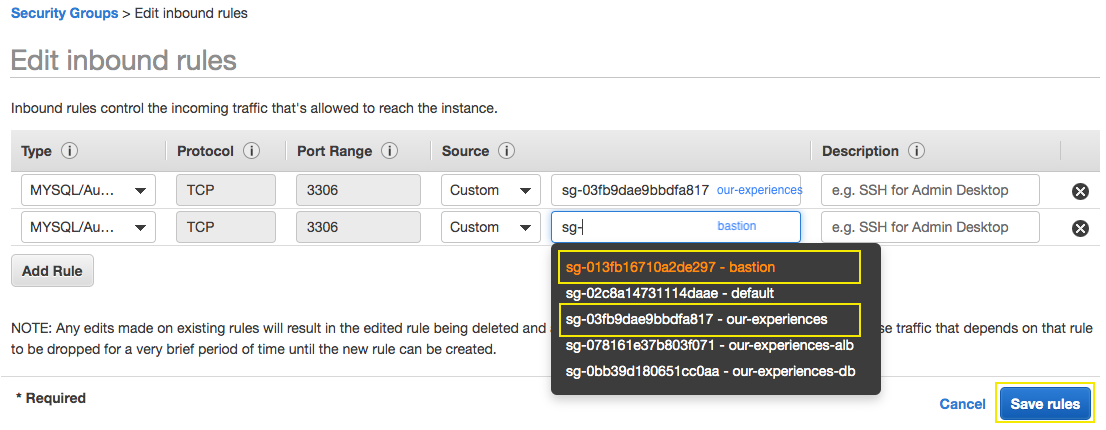 Security Groups > Edit inbound rules
Edit inbound rules
Inbound rules control the incoming traffic that's allowed to reach the instance.
Type i Protocol i Port Range i Source i Description i
MYSQL/Au... TCP 3306 Custom sg-03fb9dae9bbdfa817 our-experiences e.g. SSH for Admin Desktop
MYSQL/Au... TCP 3306 Custom sg- bastion e.g. SSH for Admin Desktop
Add Rule
sg-013fb16710a2de297 - bastion
sg-02c8a14731114daae - default
sg-03fb9dae9bbdfa817 - our-experiences
sg-078161e37b803f071 - our-experiences-alb
sg-0bb39d180651cc0aa - our-experiences-db
NOTE: Any edits made on existing rules will result in the edited rule being deleted and a se traffic that depends on that rule
to be dropped for a very brief period of time until the new rule can be created.
* Required
Cancel Save rules